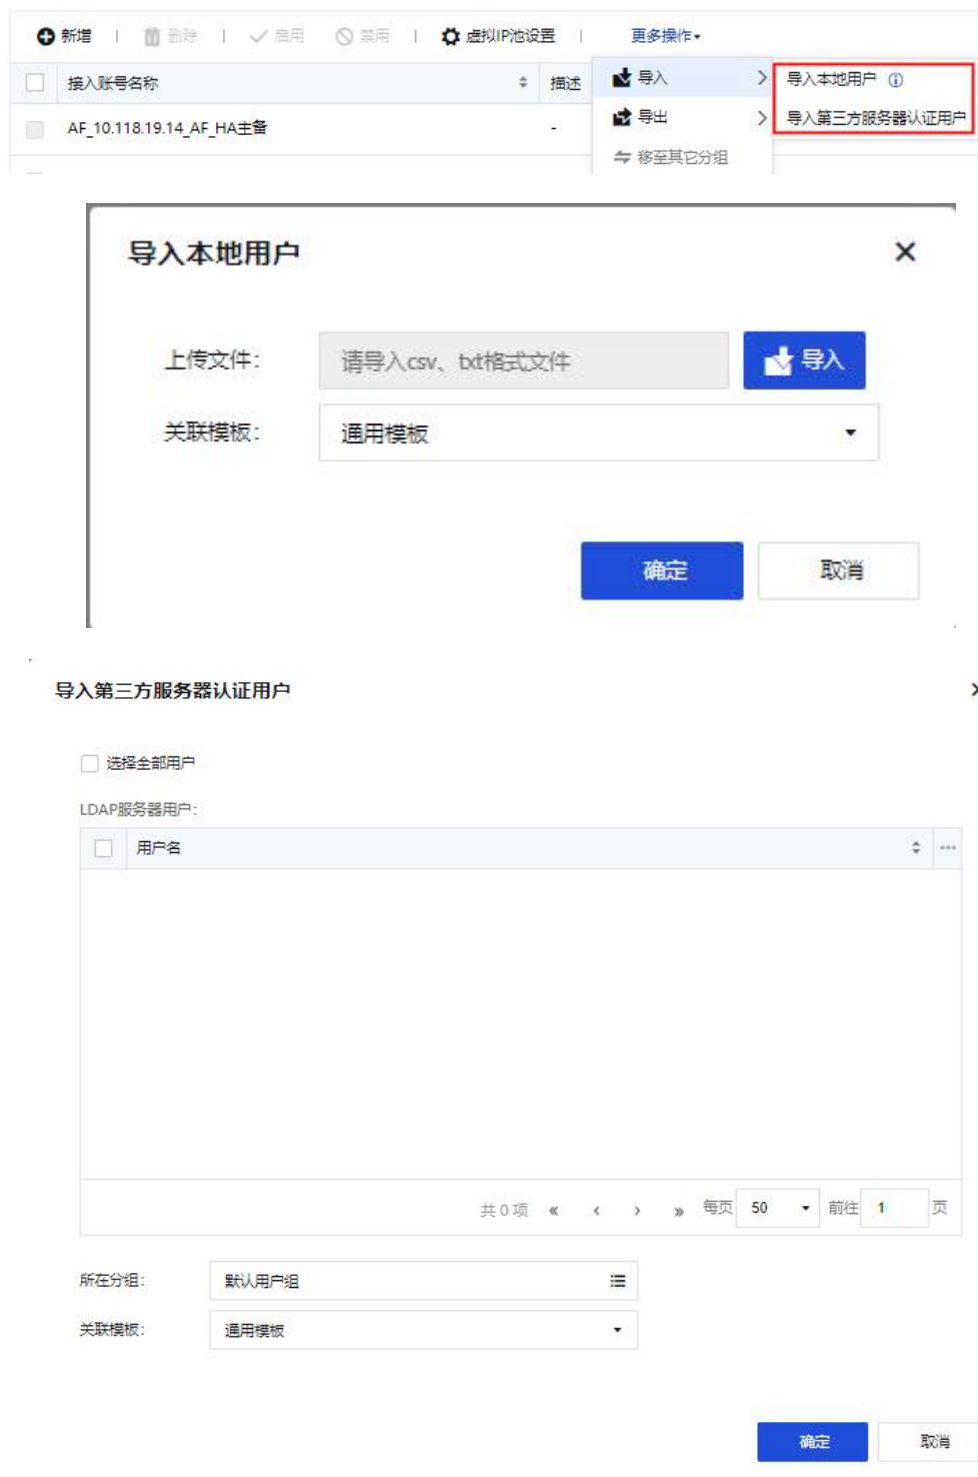 新增 删除 启用 禁用 虚拟IP池设置 更多操作
接入账号名称 描述 导入 导入本地用户
AF_10.118.19.14_AF_HA主备 - 导出 导入第三方服务器认证用户
移至其它分组
导入本地用户
上传文件: 请导入csv、txt格式文件 导入
关联模板: 通用模板
确定 取消
导入第三方服务器认证用户
选择全部用户
LDAP服务器用户:
用户名
共 0 项 « ‹ › » 每页 50 前往 1 页
所在分组: 默认用户组
关联模板: 通用模板
确定 取消